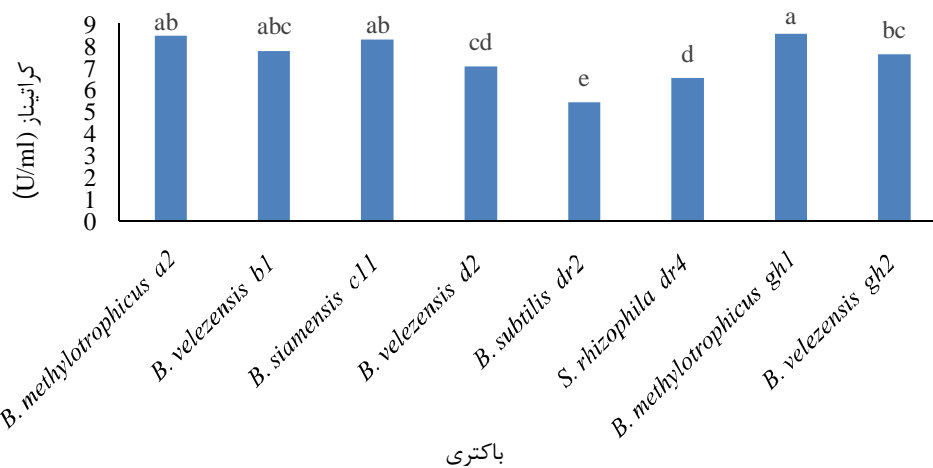 کراتیناز (U/ml)
9
8
7
6
5
4
3
2
1
0
ab
abc
ab
cd
e
d
a
bc
B. methylotrophicus a2
B. velezensis b1
B. siamensis c11
B. velezensis d2
B. subtilis dr2
S. rhizophila dr4
B. methylotrophicus gh1
B. velezensis gh2
باکتری